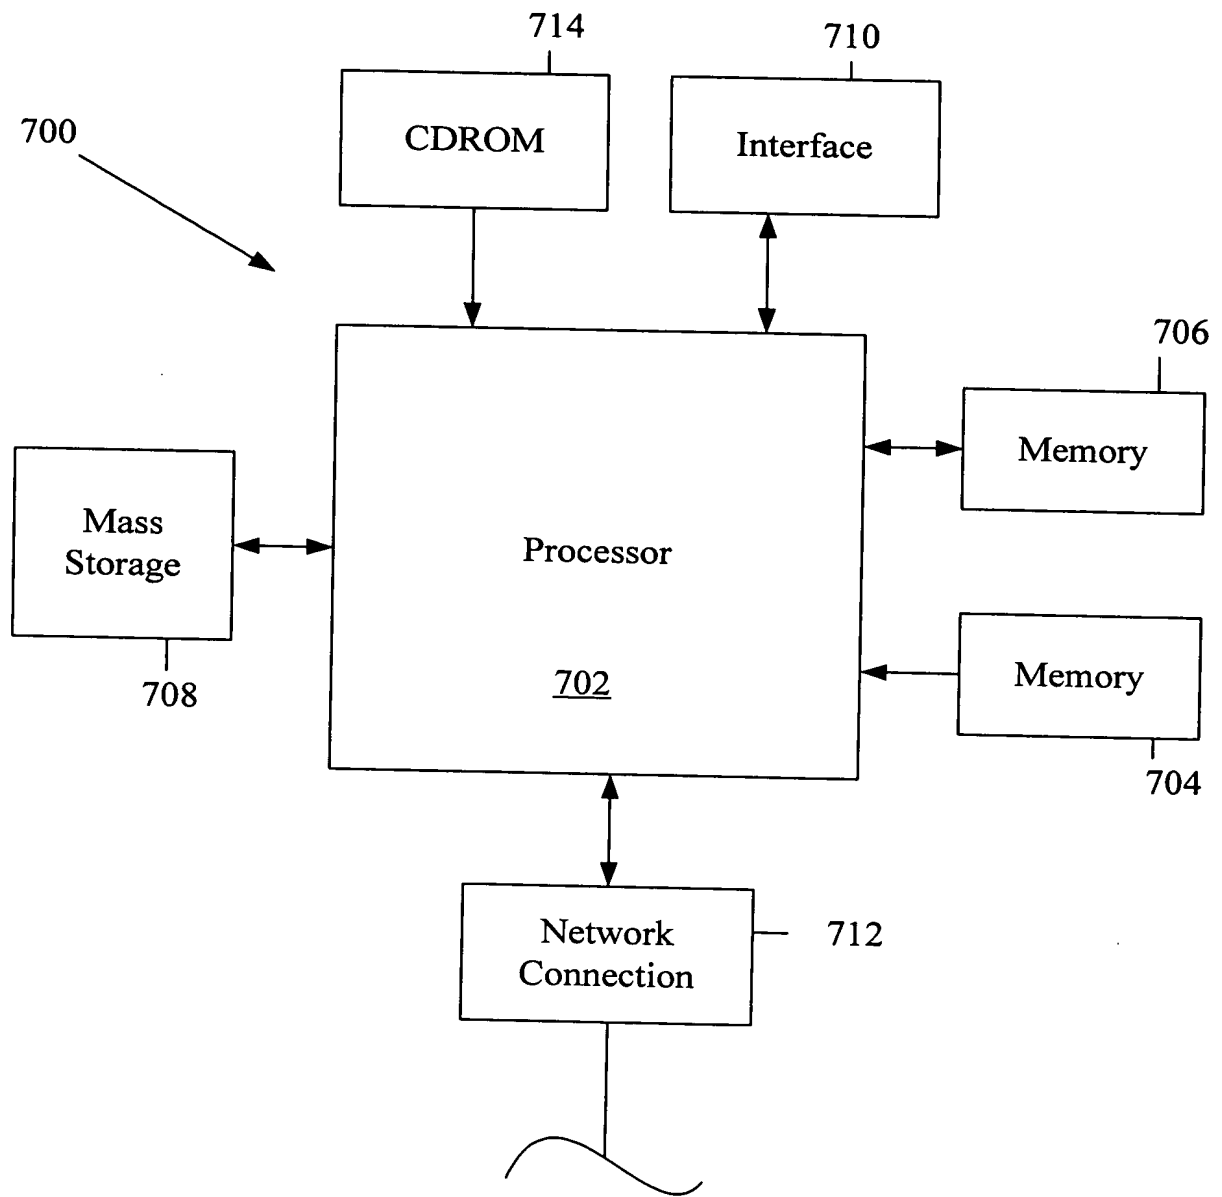 714
710
700
CDROM
Interface
706
Memory
Mass
Storage
Processor
708
702
Memory
704
Network
Connection
712